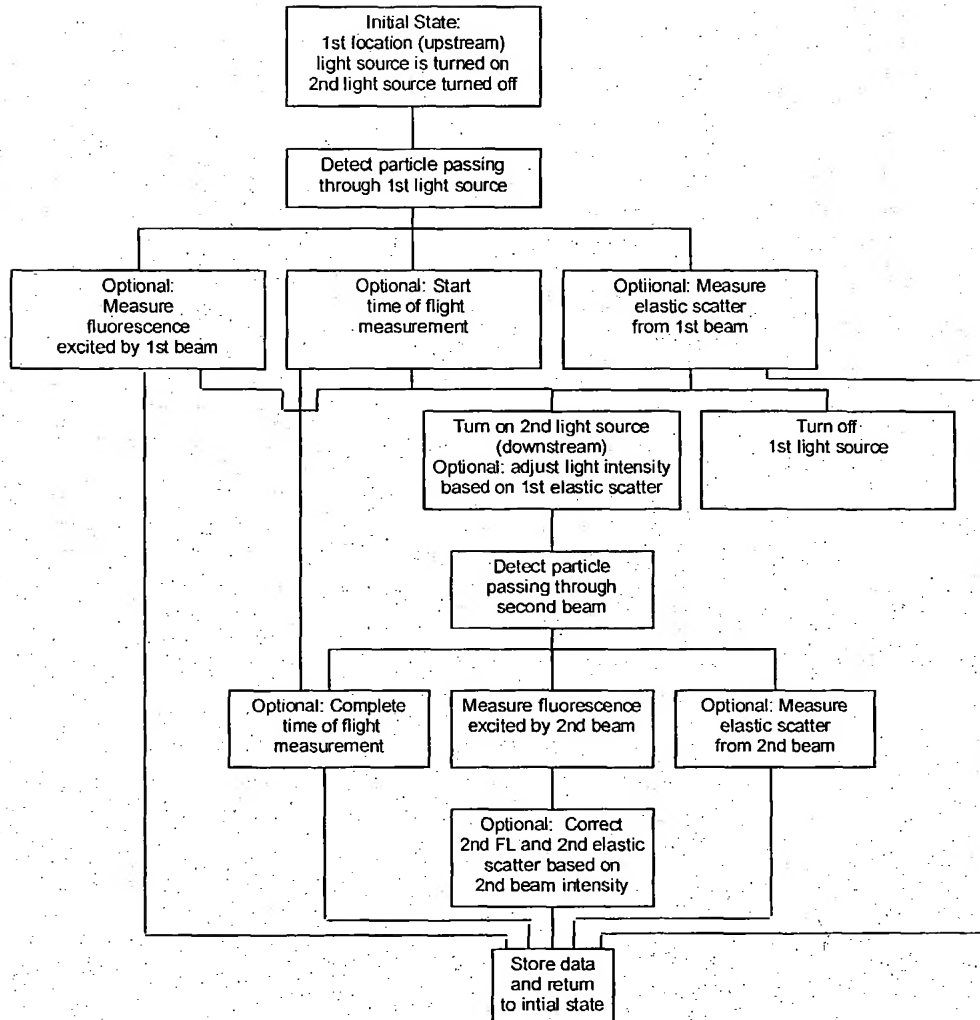 Initial State:
1st location (upstream)
light source is turned on
2nd light source turned off
Detect particle passing
through 1st light source
Optional:
Measure
fluorescence
excited by 1st beam
Optional: Start
time of flight
measurement
Optiional: Measure
elastic scatter
from 1st beam
Turn on 2nd light source
(downstream)
Optional: adjust light intensity
based on 1st elastic scatter
Turn off
1st light source
Detect particle
passing through
second beam
Optional: Complete
time of flight
measurement
Measure fluorescence
excited by 2nd beam
Optional: Measure
elastic scatter
from 2nd beam
Optional: Correct
2nd FL and 2nd elastic
scatter based on
2nd beam intensity
Store data
and return
to intial state